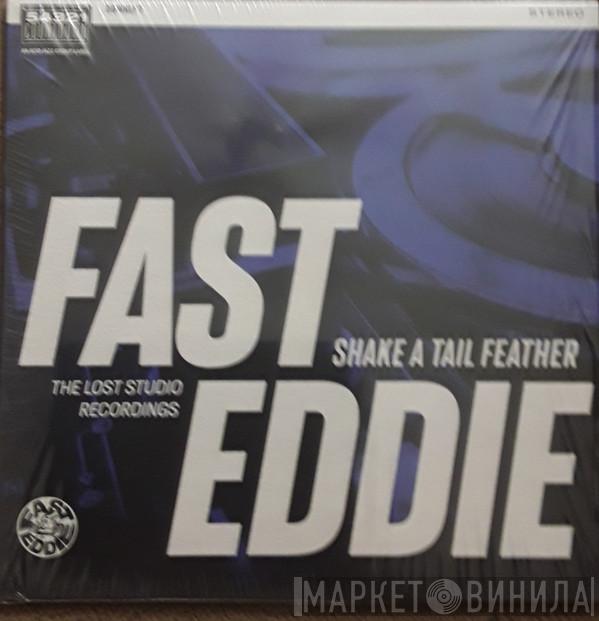 STEREO
FAST
SHAKE A TAIL FEATHER
THE LOST STUDIO
RECORDINGS
EDDIE
FAST
EDDIE
МАРКЕТ ВИНИЛА